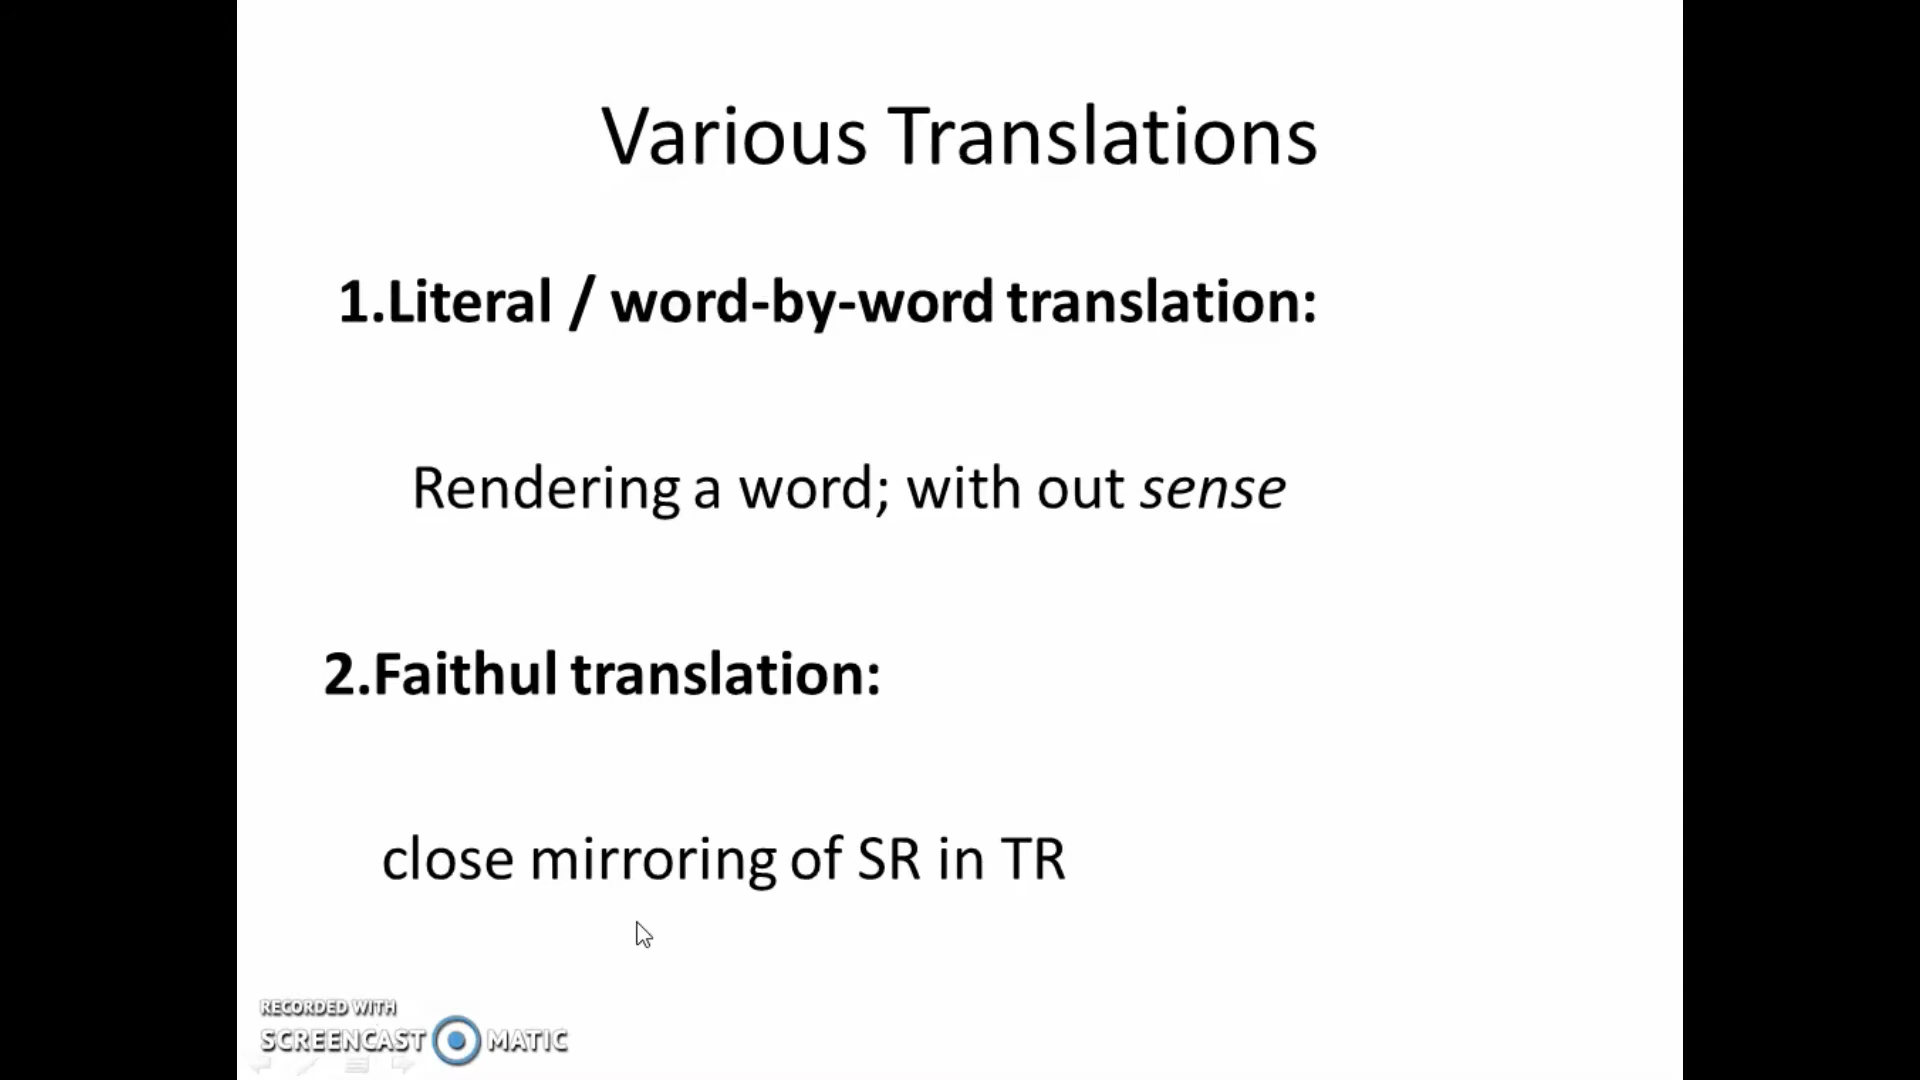 Various Translations
1.Literal / word-by-word translation:
Rendering a word; with out sense
2.Faithul translation:
close mirroring of SR in TR
RECORDED WITH
SCREENCAST MATIC